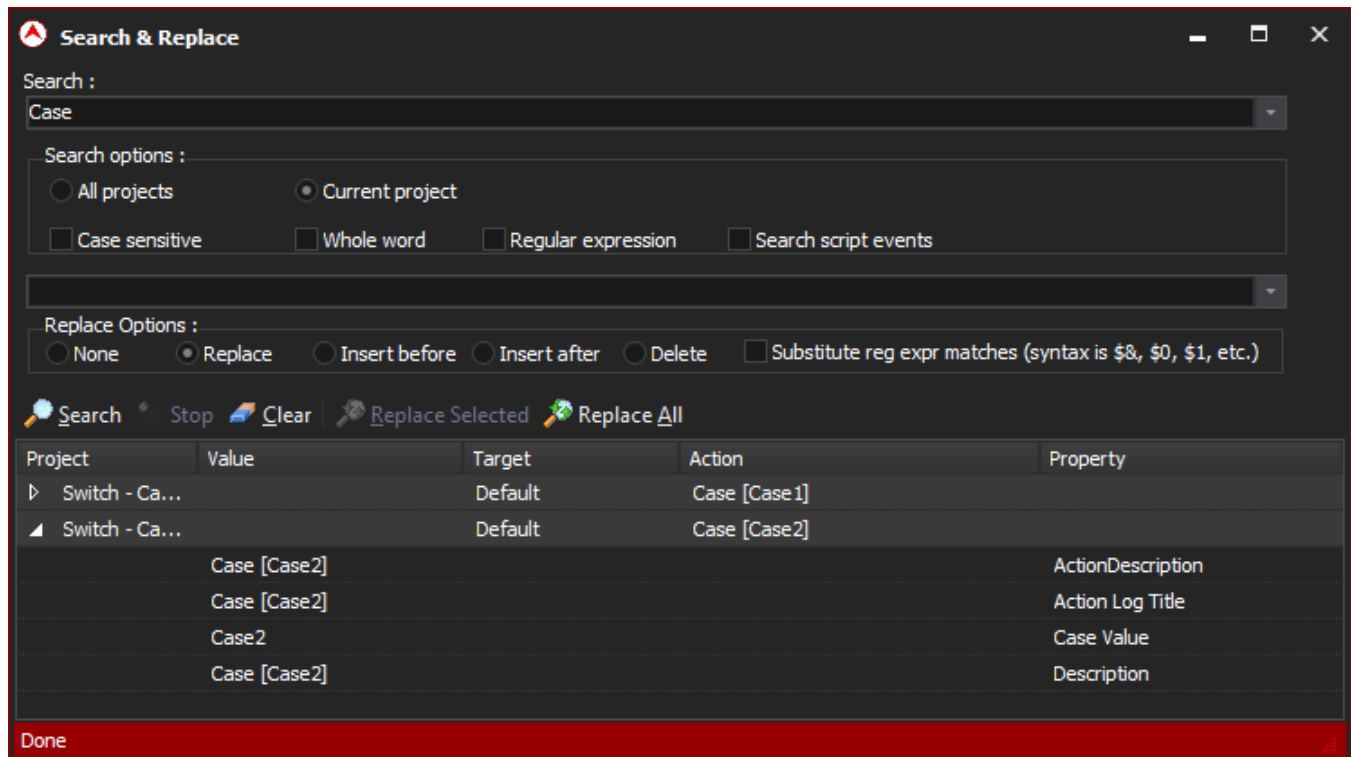 Search & Replace
Search :
Case
Search options :
All projects Current project
Case sensitive Whole word Regular expression Search script events
Replace Options :
None Replace Insert before Insert after Delete Substitute reg expr matches (syntax is $&, $0, $1, etc.)
Search Stop Clear Replace Selected Replace All
Project Value Target Action Property
Switch - Ca... Default Case [Case1]
Switch - Ca... Default Case [Case2]
Case [Case2] ActionDescription
Case [Case2] Action Log Title
Case2 Case Value
Case [Case2] Description
Done